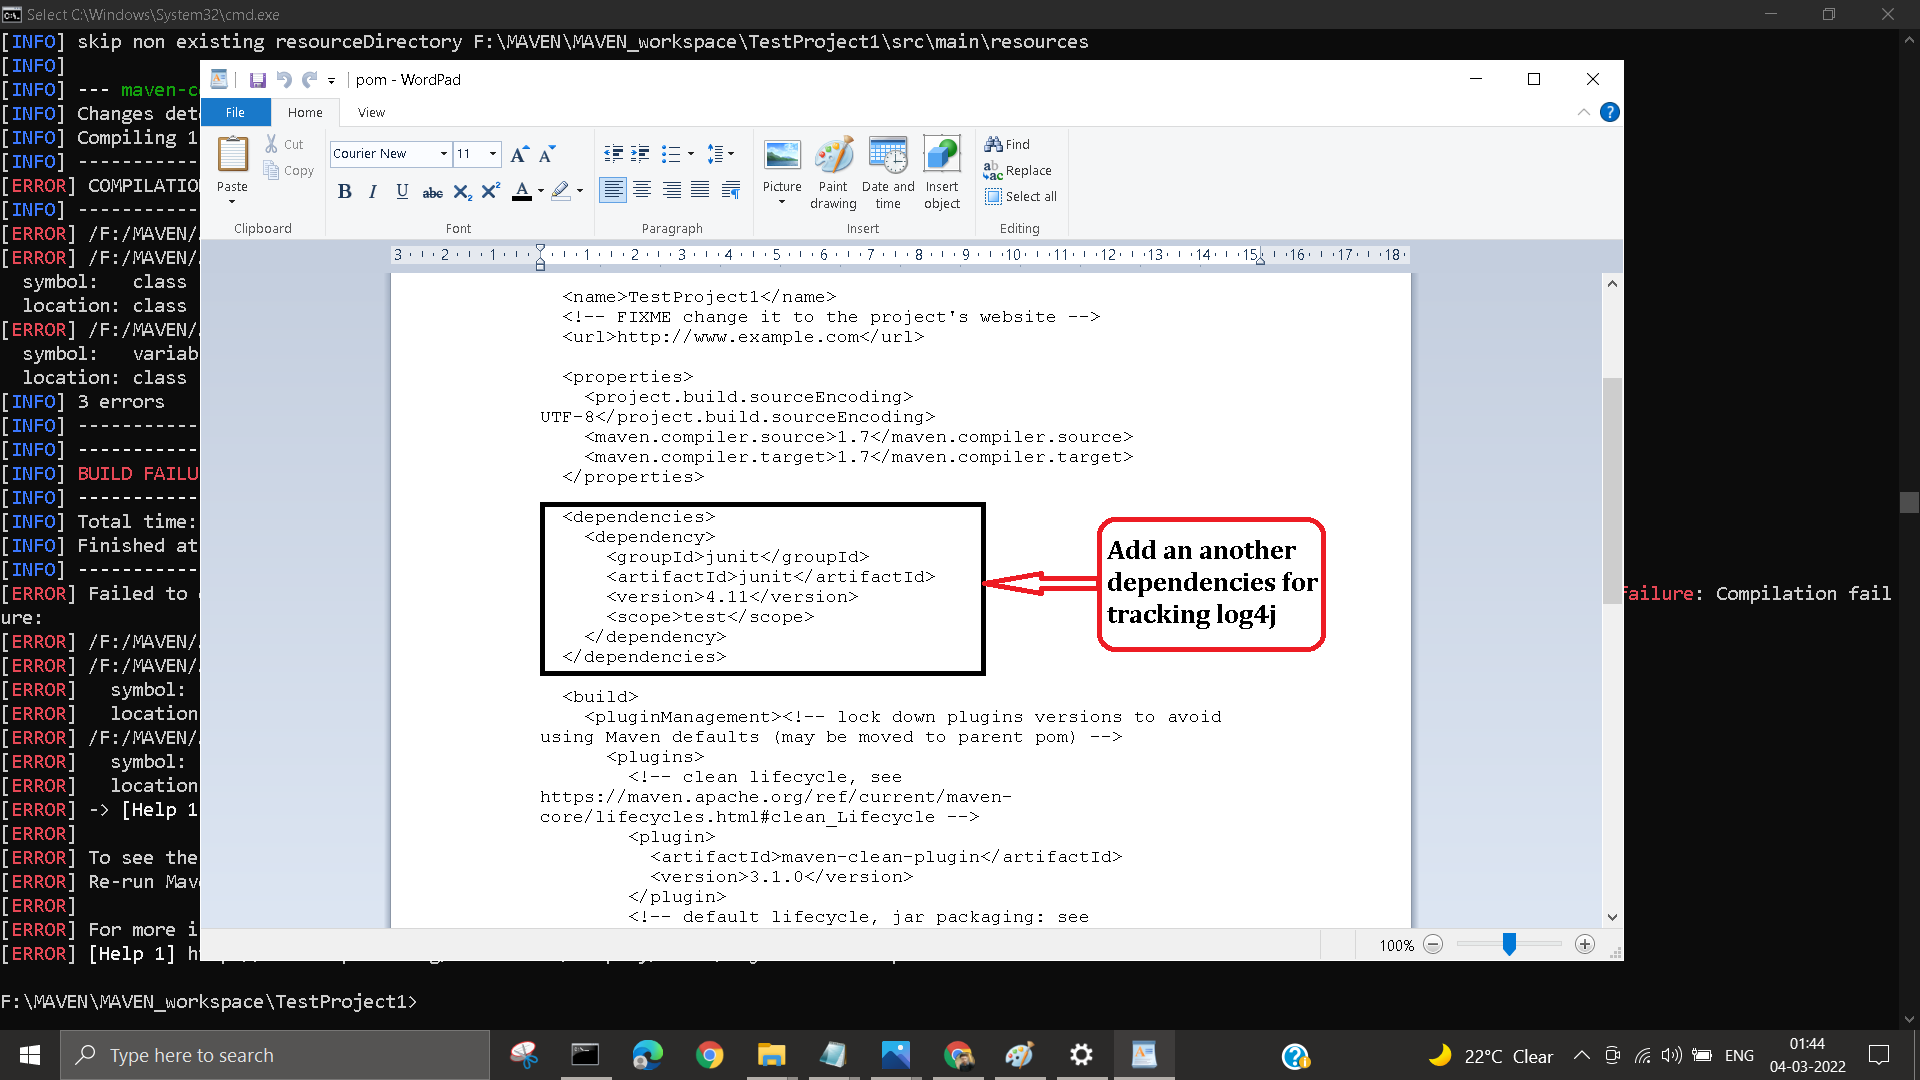 Select C:\Windows\System32\cmd.exe
[INFO] skip non existing resourceDirectory F:\MAVEN\MAVEN_workspace\TestProject1\src\main\resources
[INFO]
[INFO] ---
[INFO] Changes
[INFO] Compiling 1
[INFO] -----------
[ERROR]
[INFO] -----------
[ERROR] /F:/MAVEN/
[ERROR] /F:/MAVEN/
symbol: class
location: class
[ERROR] /F:/MAVEN/
symbol:
location: class
[INFO] 3 errors
[INFO] -----------
[INFO] -----------
[INFO] BUILD
[INFO] -----------
[INFO] Total time:
[INFO] Finished at
[INFO] -----------
[ERROR] Failed to
Failure: Compilation fail
ure:
[ERROR] /F:/MAVEN/
[ERROR] /F:/MAVEN/
[ERROR] symbol:
[ERROR] location
[ERROR] /F:/MAVEN/
[ERROR] symbol:
[ERROR] location
[ERROR] -> [Help 1
[ERROR]
[ERROR] To see the
[ERROR] Re-run
[ERROR]
[ERROR] For more
[ERROR] [Help 1]
F:\MAVEN\MAVEN_workspace\TestProject1>
pom - WordPad
File Home View
Paste
Cut
Copy
Clipboard
Courier New 11
B I U abc X2 X2 A
Font
Paragraph
Picture
Paint drawing
Date and time
Insert object
Insert
Find
Replace
Select all
Editing
3 2 1 1 2 3 4 5 6 7 8 9 10 11 12 13 14 15 16 17 18
<name>TestProject1</name>
<!-- FIXME change it to the project's website -->
<url>http://www.example.com</url>
<properties>
<project.build.sourceEncoding>
UTF-8</project.build.sourceEncoding>
<maven.compiler.source>1.7</maven.compiler.source>
<maven.compiler.target>1.7</maven.compiler.target>
</properties>
<dependencies>
<dependency>
<groupId>junit</groupId>
<artifactId>junit</artifactId>
<version>4.11</version>
<scope>test</scope>
</dependency>
</dependencies>
Add an another
dependencies for
tracking log4j
<build>
<pluginManagement><!-- lock down plugins versions to avoid
using Maven defaults (may be moved to parent pom) -->
<plugins>
<!-- clean lifecycle, see
https://maven.apache.org/ref/current/maven-
core/lifecycles.html#clean_Lifecycle -->
<plugin>
<artifactId>maven-clean-plugin</artifactId>
<version>3.1.0</version>
</plugin>
<!-- default lifecycle, jar packaging: see
100%
Type here to search
22°C Clear
ENG
01:44
04-03-2022